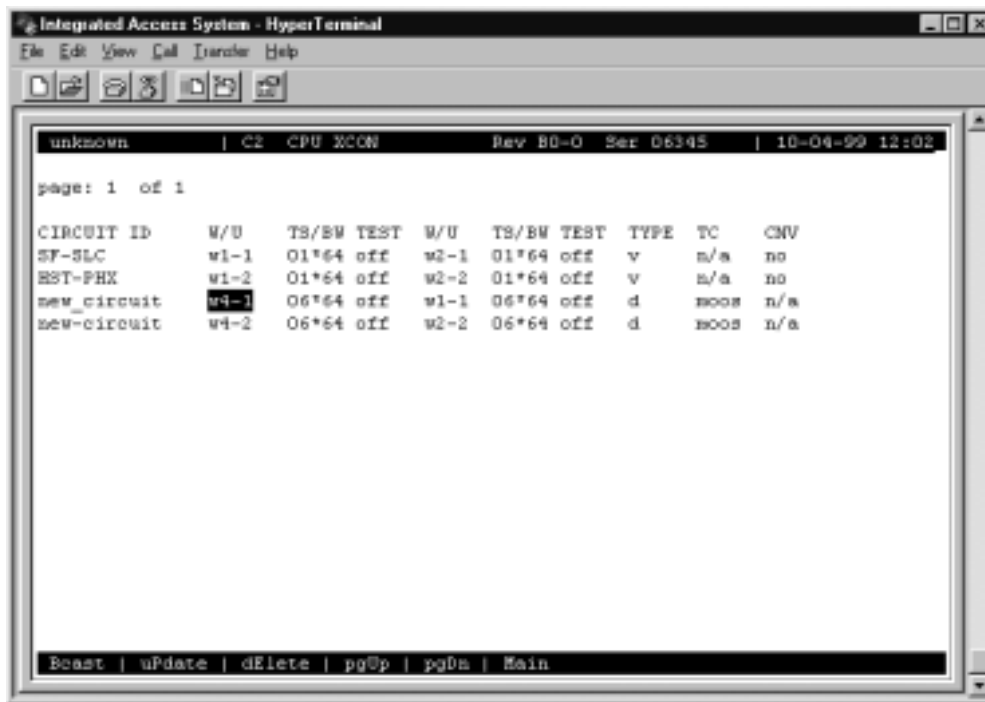 Integrated Access System - HyperTerminal
File Edit View Call Transfer Help
unknown | C2 CPU XCON Rev B0-0 Ser 06345 | 10-04-99 12:02
page: 1 of 1
CIRCUIT ID W/U TS/BW TEST W/U TS/BW TEST TYPE TC CNV
SF-SLC w1-1 01*64 off w2-1 01*64 off v n/a no
HST-PHX w1-2 01*64 off w2-2 01*64 off v n/a no
new_circuit w4-1 06*64 off w1-1 06*64 off d moos n/a
new-circuit w4-2 06*64 off w2-2 06*64 off d moos n/a
Bcast | uPdate | dElete | pgUp | pgDn | Main